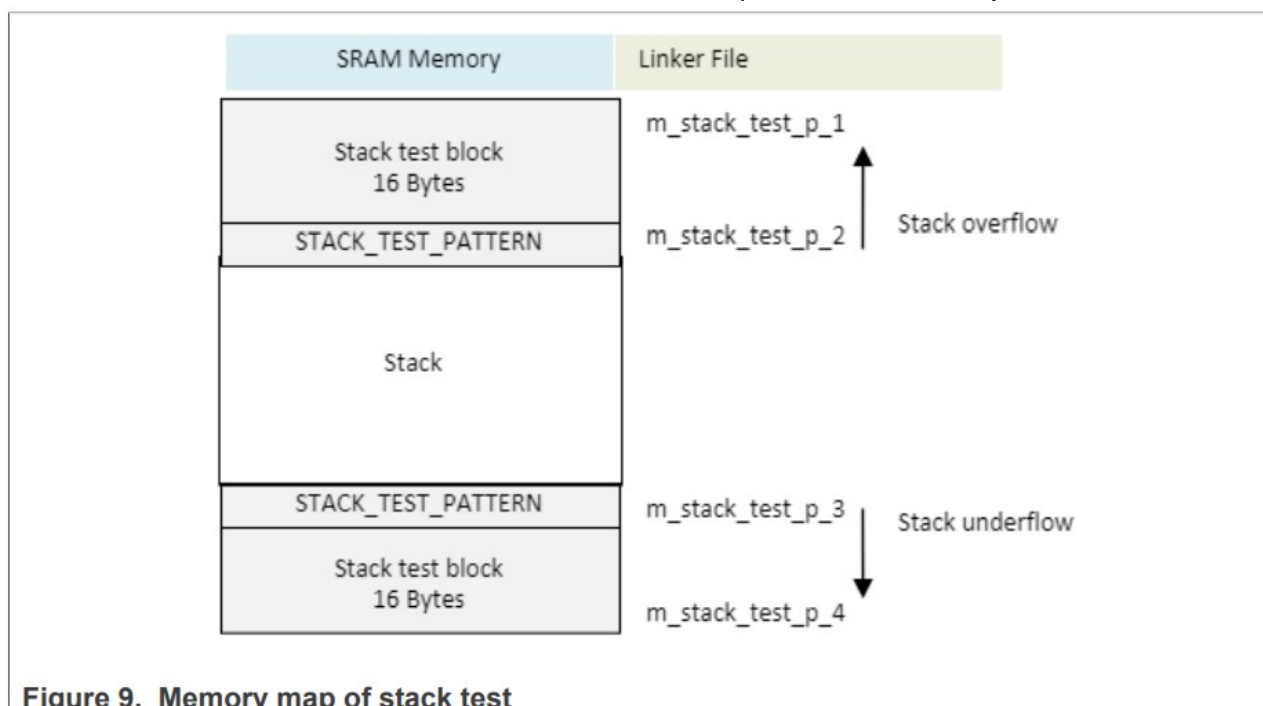 SRAM Memory
Linker File
m_stack_test_p_1
Stack test block
16 Bytes
STACK_TEST_PATTERN
m_stack_test_p_2
Stack overflow
Stack
STACK_TEST_PATTERN
m_stack_test_p_3
Stack underflow
Stack test block
16 Bytes
m_stack_test_p_4
Figure 9. Memory map of stack test